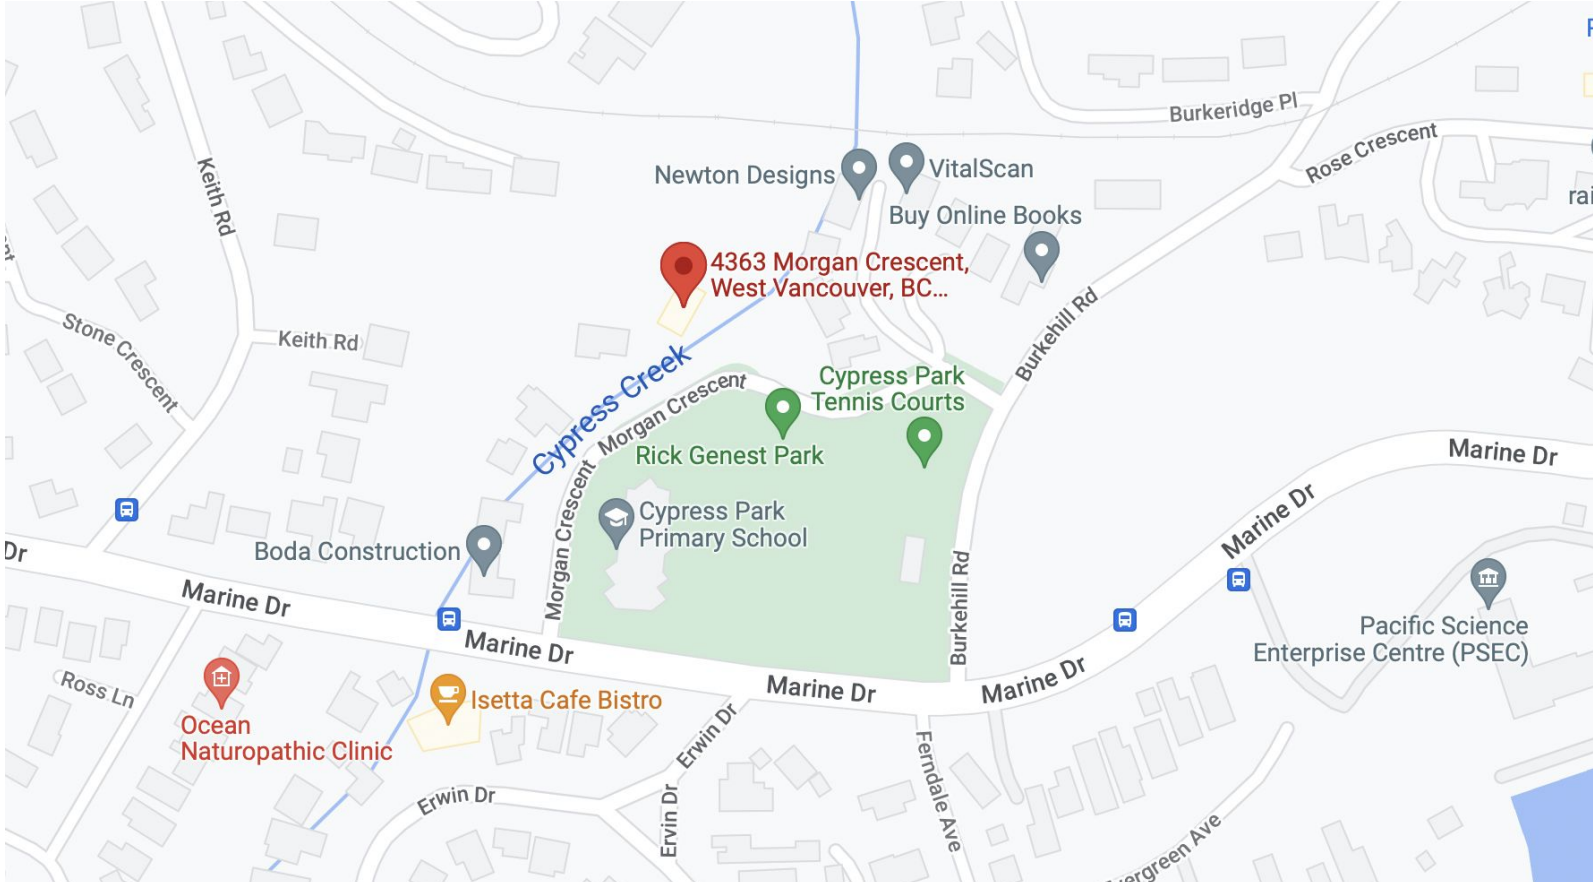 Burkeridge Pl
Rose Crescent
Keith Rd
Newton Designs
VitalScan
Buy Online Books
4363 Morgan Crescent,
West Vancouver, BC...
Burkehill Rd
Stone Crescent
Keith Rd
Cypress Creek
Morgan Crescent
Cypress Park
Tennis Courts
Rick Genest Park
Marine Dr
Morgan Crescent
Cypress Park
Primary School
Marine Dr
Dr
Boda Construction
Marine Dr
Burkehill Rd
Pacific Science
Enterprise Centre (PSEC)
Marine Dr
Marine Dr
Marine Dr
Ross Ln
Isetta Cafe Bistro
Ocean
Naturopathic Clinic
Erwin Dr
Ferndale Ave
Erwin Dr
Ervin Dr
vergreen Ave
rai